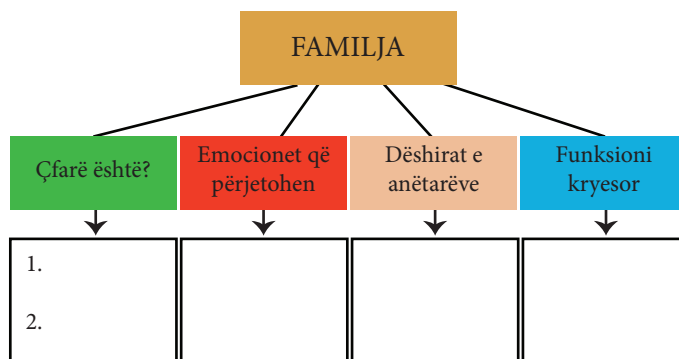 FAMILJA
Çfarë është?
Emocionet që
përjetohen
Dëshirat e
anëtarëve
Funksioni
kryesor
1.
2.